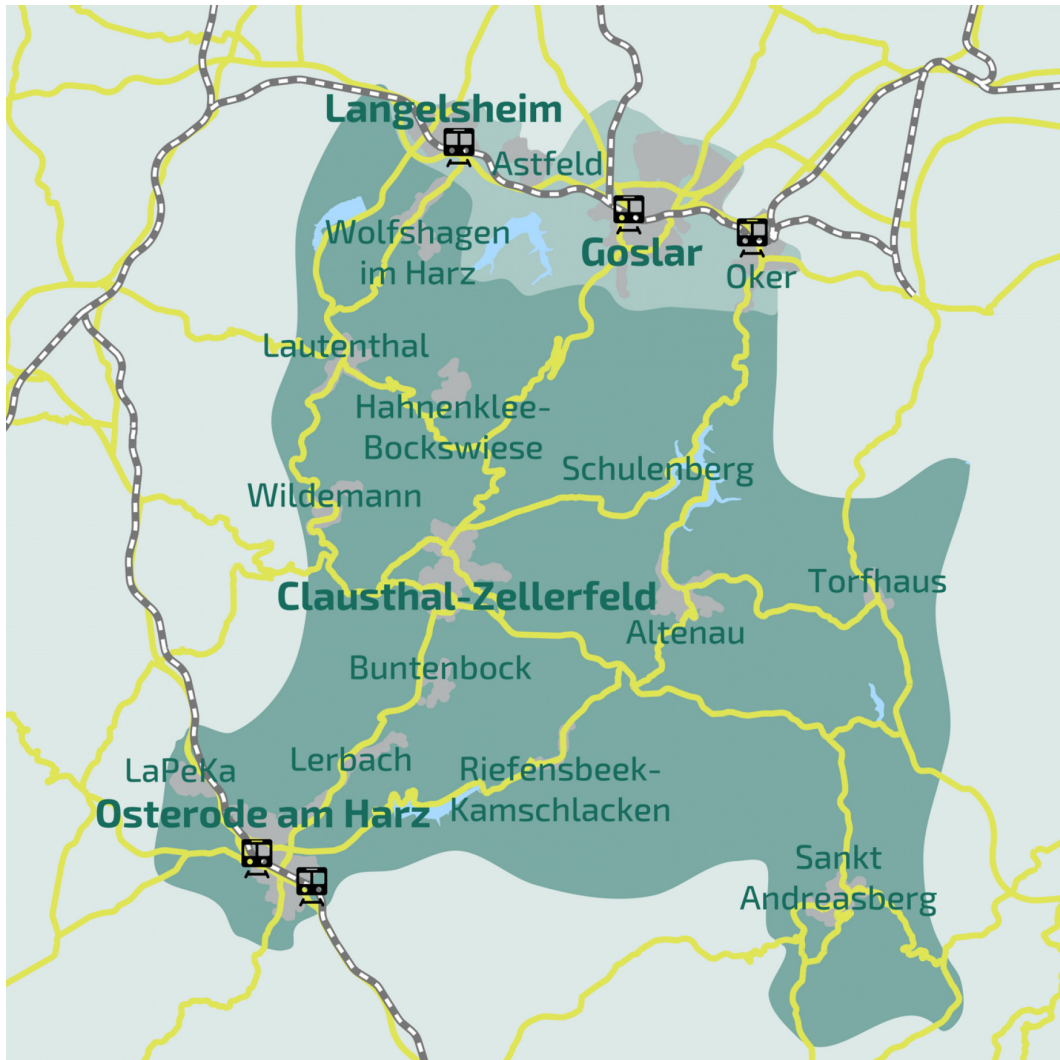 Langelsheim
Astfeld
Wolfshagen
im Harz
Goslar
Oker
Lautenthal
Hahnenklee-
Bockswiese
Schulenberg
Wildemann
Clausthal-Zellerfeld
Torfhaus
Altenau
Buntenbock
LaPeKa
Lerbach
Riefensbeek-
Kamschlacken
Osterode am Harz
Sankt
Andreasberg